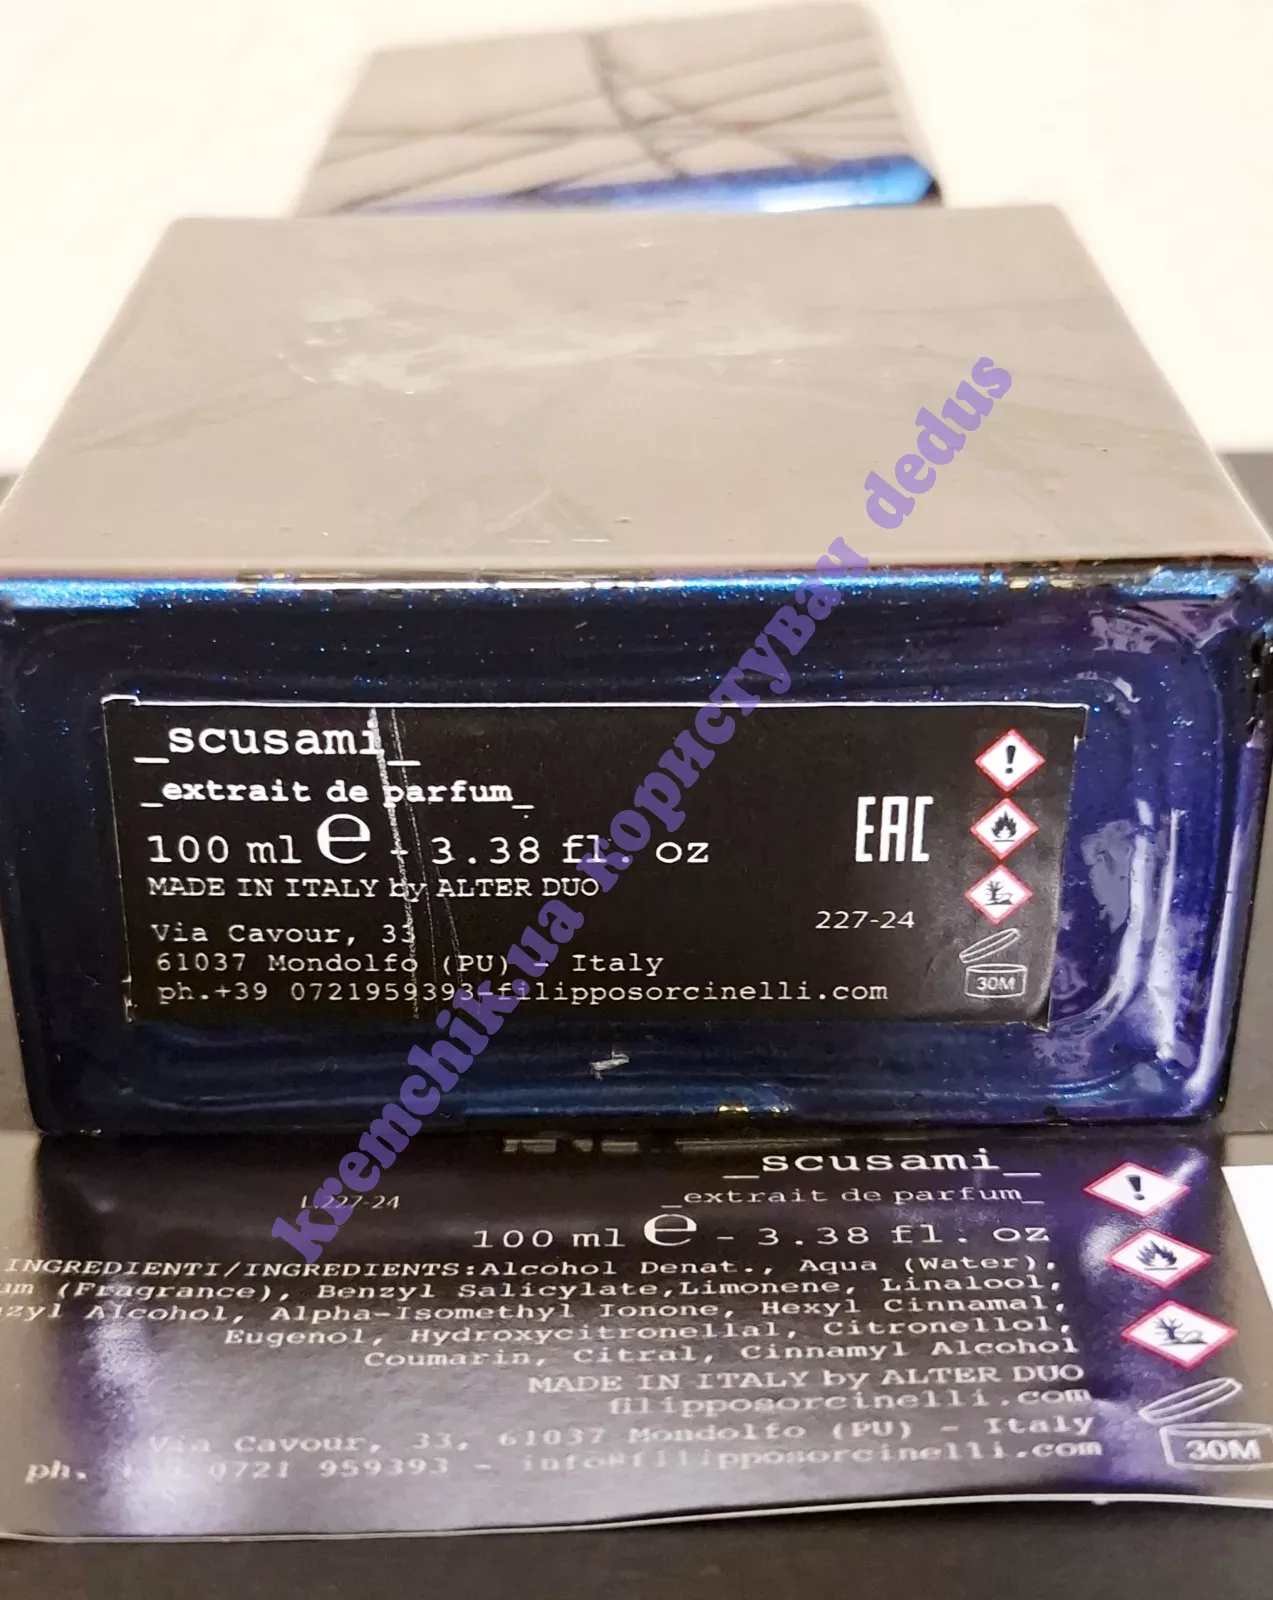 _scusami_
_extrait de parfum_
100 ml e - 3.38 fl. oz
MADE IN ITALY by ALTER DUO
Via Cavour, 33
61037 Mondolfo (PU) - Italy
ph.+39 0721959393-filipposorcinelli.com
EAC
227-24
30M
kremchik.ua користувач dedus
_scusami_
L.227-24
_extrait de parfum_
100 ml e - 3.38 fl. oz
INGREDIENTI/INGREDIENTS:Alcohol Denat., Aqua (Water),
(Fragrance), Benzyl Salicylate,Limonene, Linalool,
Alcohol, Alpha-Isomethyl Ionone, Hexyl Cinnamal,
Eugenol, Hydroxycitronellal, Citronellol,
Coumarin, Citral, Cinnamyl Alcohol
MADE IN ITALY by ALTER DUO
filipposorcinelli.com
Via Cavour, 33, 61037 Mondolfo (PU) - Italy
ph. 0721 959393 - info@filipposorcinelli.com
30M